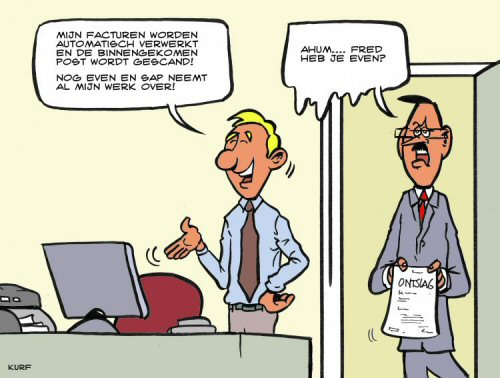 MIJN FACTUREN WORDEN
AUTOMATISCH VERWERKT
EN DE BINNENGEKOMEN
POST WORDT GESCAND!
NOG EVEN EN SAP NEEMT
AL MIJN WERK OVER!
AHUM.... FRED
HEB JE EVEN?
ONTSLAG
KURF